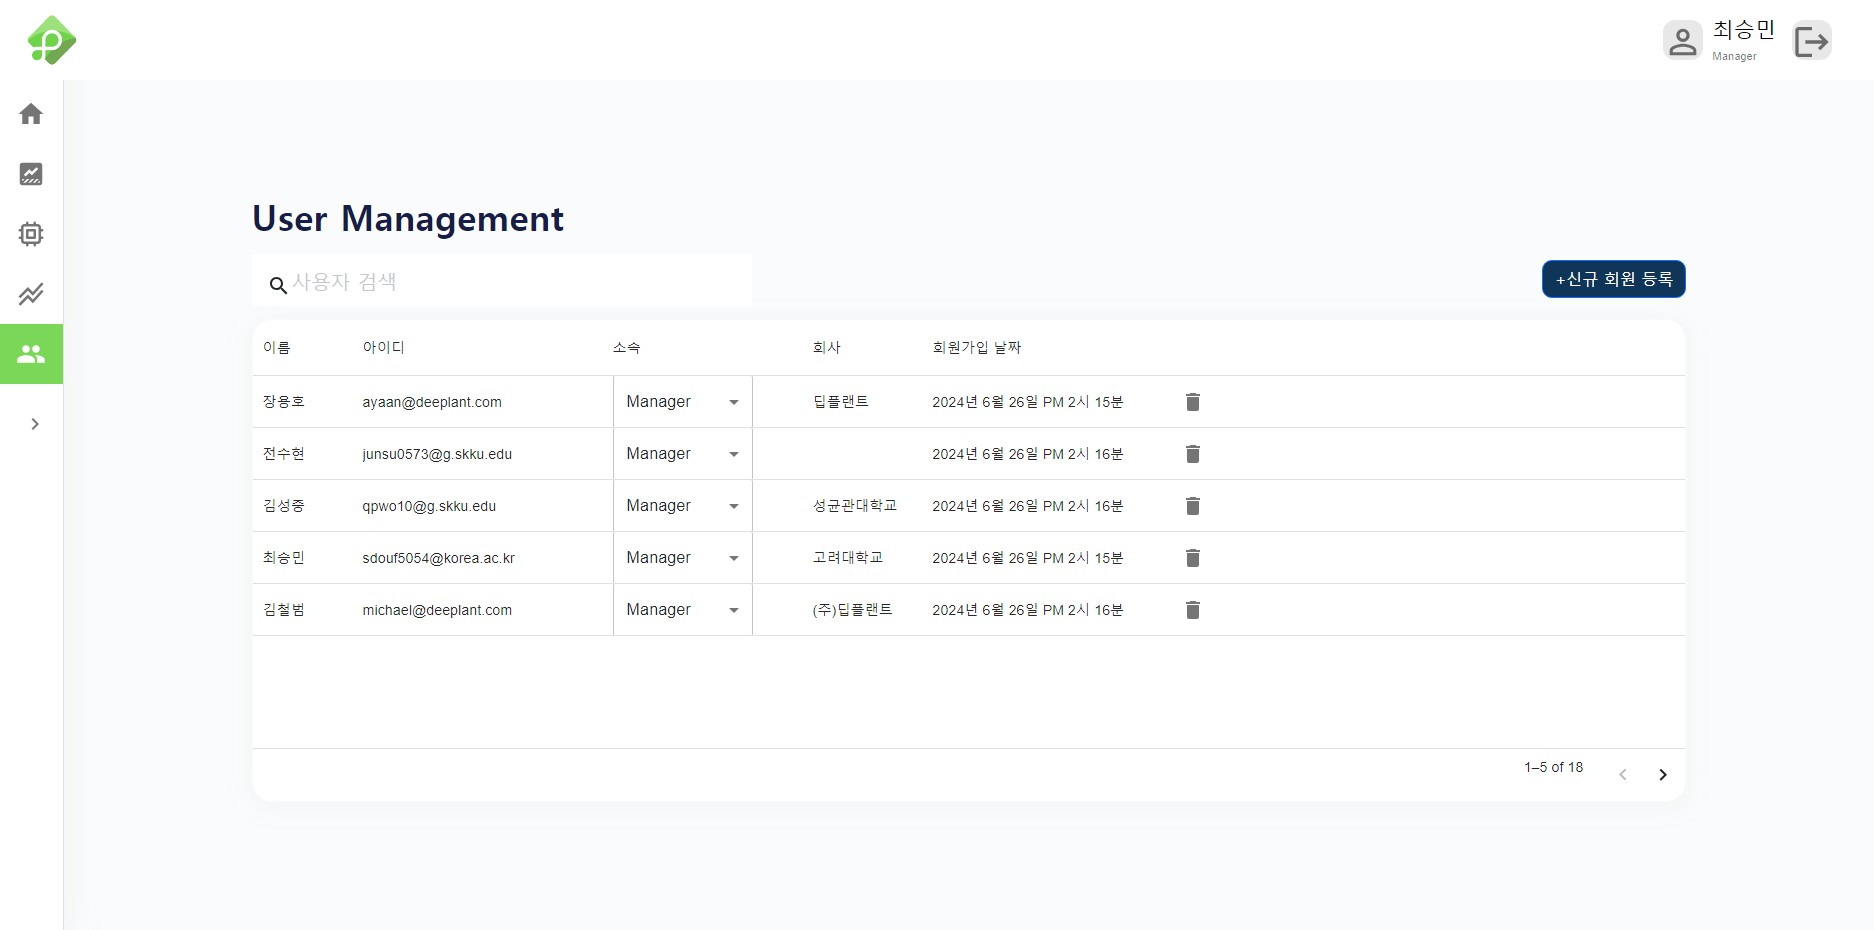 최승민
Manager
User Management
사용자 검색
+신규 회원 등록
이름 아이디 소속 회사 회원가입 날짜
장용호 ayaan@deeplant.com Manager 딥플랜트 2024년 6월 26일 PM 2시 15분
전수현 junsu0573@g.skku.edu Manager 2024년 6월 26일 PM 2시 16분
김성중 qpwo10@g.skku.edu Manager 성균관대학교 2024년 6월 26일 PM 2시 16분
최승민 sdouf5054@korea.ac.kr Manager 고려대학교 2024년 6월 26일 PM 2시 15분
김철범 michael@deeplant.com Manager (주)딥플랜트 2024년 6월 26일 PM 2시 16분
1–5 of 18